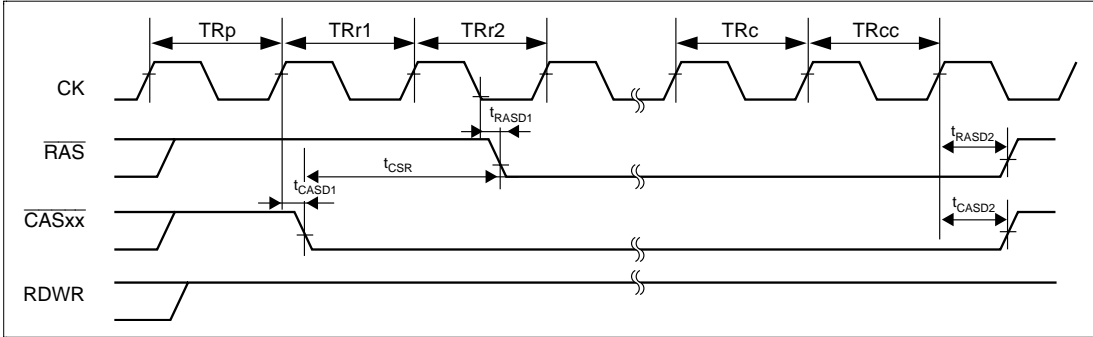 TRp TRr1 TRr2 TRc TRcc
CK
tRASD1
RAS
tRASD2
tCSR
tCASD1
CASxx
tCASD2
RDWR